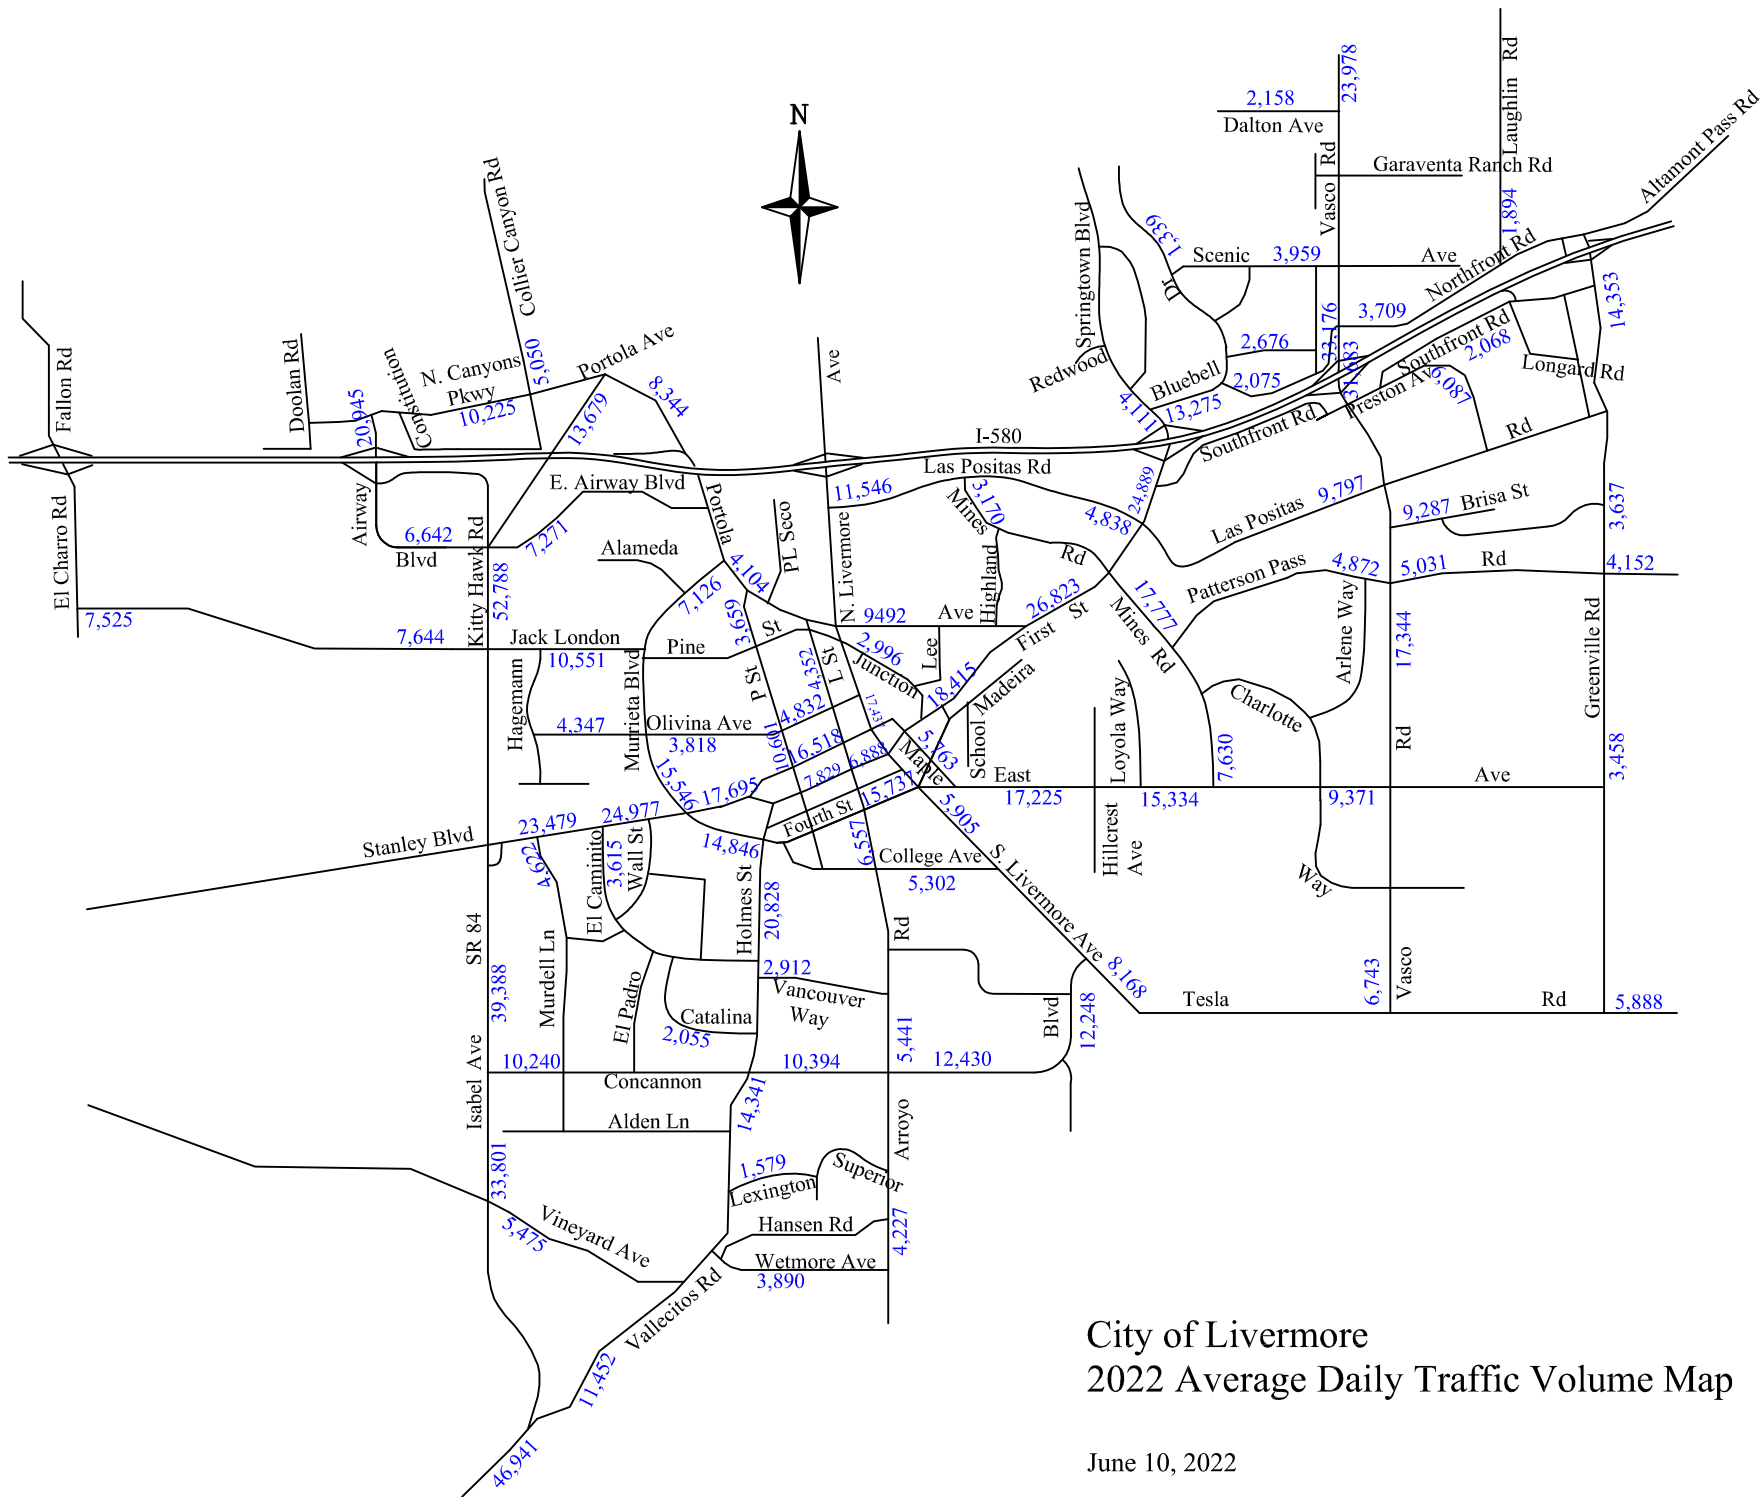 N
23,978
2,158
Dalton Ave
Laughlin Rd
Altamont Pass Rd
Vasco Rd
Garaventa Ranch Rd
1,894
Collier Canyon Rd
Springtown Blvd
1,339
Dr
Scenic
3,959
Ave
Northfront Rd
14,353
Fallon Rd
Doolan Rd
Constitution
N. Canyons
Pkwy
10,225
5,050
Portola Ave
8,344
13,679
20,945
Ave
33,176
3,709
31,683
2,676
2,075
Bluebell
Redwood
4,111
13,275
Southfront Rd
2,068
Preston Av
6,087
Longard Rd
Southfront Rd
I-580
Las Positas Rd
11,546
3,170
Mines
Rd
4,838
24,889
Las Positas
9,797
Rd
9,287
Brisa St
3,637
E. Airway Blvd
Airway
Blvd
6,642
7,271
El Charro Rd
Kitty Hawk Rd
52,788
Portola
PL Seco
N. Livermore
Alameda
4,104
7,126
3,659
Highland
26,823
First St
17,777
Mines Rd
Patterson Pass
4,872
5,031
Rd
4,152
7,525
7,644
Jack London
10,551
Pine
St
9492
Ave
2,996
Junction
Lee
Arlene Way
17,344
Greenville Rd
Hagemann
Murrieta Blvd
P St
4,352
L St
18,415
Madeira
School
Loyola Way
Charlotte
Way
4,347
Olivina Ave
3,818
4,832
17,437
10,601
16,518
5,763
Maple
7,630
Rd
3,458
15,546
17,695
7,829
6,888
15,737
East
17,225
15,334
9,371
Ave
24,977
23,479
Stanley Blvd
14,846
Fourth St
6,557
5,905
College Ave
5,302
Hillcrest
Ave
4,622
El Caminito
3,615
Wall St
Holmes St
20,828
S. Livermore Ave
8,168
SR 84
39,388
Murdell Ln
El Padro
2,912
Vancouver
Way
Rd
Catalina
2,055
5,441
Blvd
12,248
6,743
Vasco
Tesla
Rd
5,888
Isabel Ave
10,240
Concannon
10,394
12,430
14,341
Alden Ln
Arroyo
33,801
1,579
Lexington
Superior
5,475
Vineyard Ave
Hansen Rd
4,227
Wetmore Ave
3,890
Vallecitos Rd
11,452
46,941
City of Livermore
2022 Average Daily Traffic Volume Map
June 10, 2022